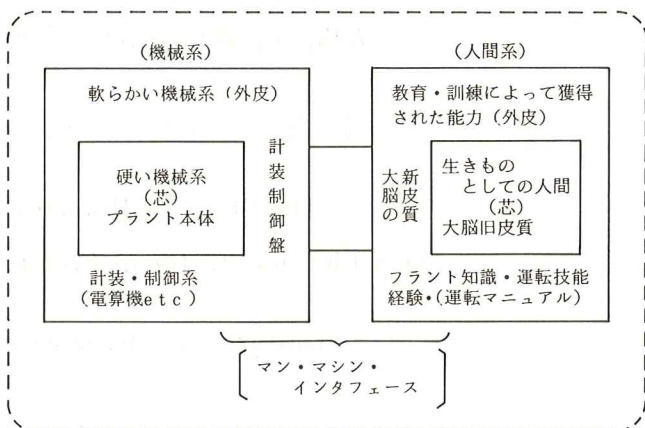 (機械系)
軟らかい機械系(外皮)
硬い機械系
(芯)
プラント本体
計装制御盤
計装・制御系
(電算機etc)
(人間系)
教育・訓練によって獲得
された能力(外皮)
新皮質
大脳の
生きもの
としての人間
(芯)
大脳旧皮質
フラント知識・運転技能
経験・(運転マニュアル)
マン・マシン・
インタフェース